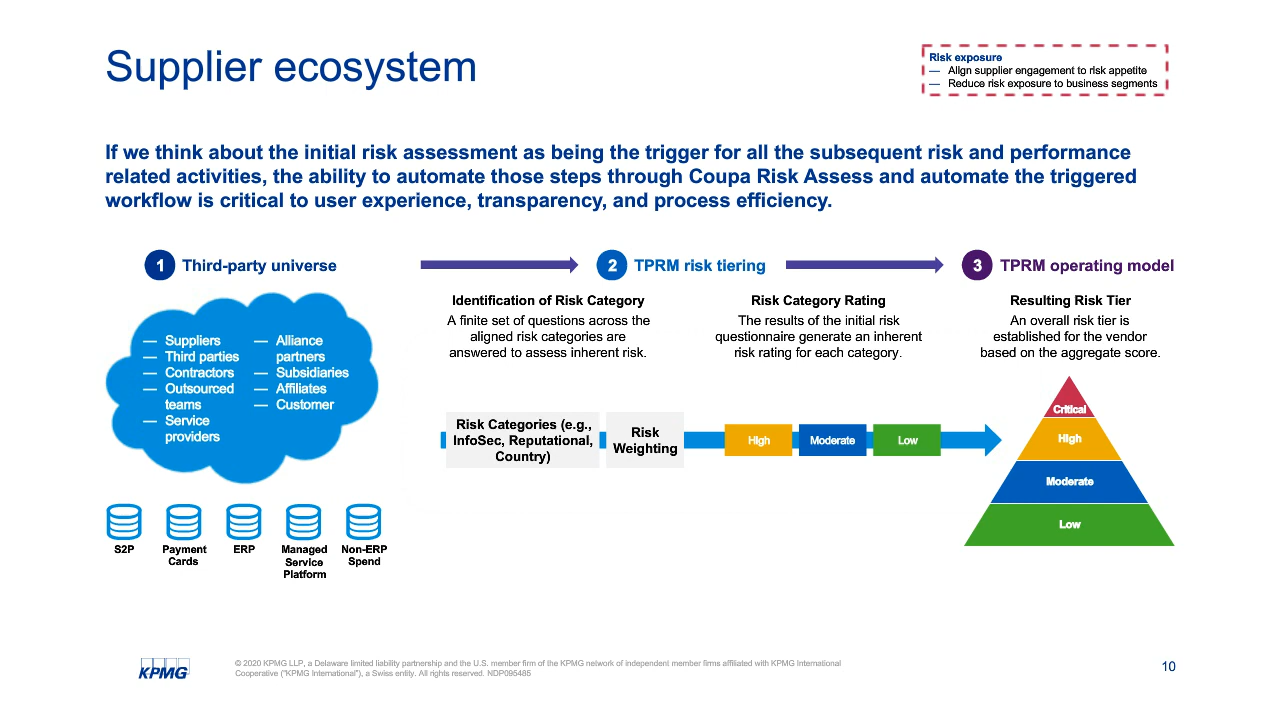 Supplier ecosystem
Risk exposure
— Align supplier engagement to risk appetite
— Reduce risk exposure to business segments
If we think about the initial risk assessment as being the trigger for all the subsequent risk and performance
related activities, the ability to automate those steps through Coupa Risk Assess and automate the triggered
workflow is critical to user experience, transparency, and process efficiency.
1 Third-party universe
— Suppliers
— Third parties
— Contractors
— Outsourced
teams
— Service
providers
— Alliance
partners
— Subsidiaries
— Affiliates
— Customer
S2P
Payment
Cards
ERP
Managed
Service
Platform
Non-ERP
Spend
2 TPRM risk tiering
Identification of Risk Category
A finite set of questions across the
aligned risk categories are
answered to assess inherent risk.
Risk Category Rating
The results of the initial risk
questionnaire generate an inherent
risk rating for each category.
Risk Categories (e.g.,
InfoSec, Reputational,
Country)
Risk
Weighting
High
Moderate
Low
3 TPRM operating model
Resulting Risk Tier
An overall risk tier is
established for the vendor
based on the aggregate score.
Critical
High
Moderate
Low
KPMG
© 2020 KPMG LLP, a Delaware limited liability partnership and the U.S. member firm of the KPMG network of independent member firms affiliated with KPMG International
Cooperative ("KPMG International"), a Swiss entity. All rights reserved. NDP095485
10